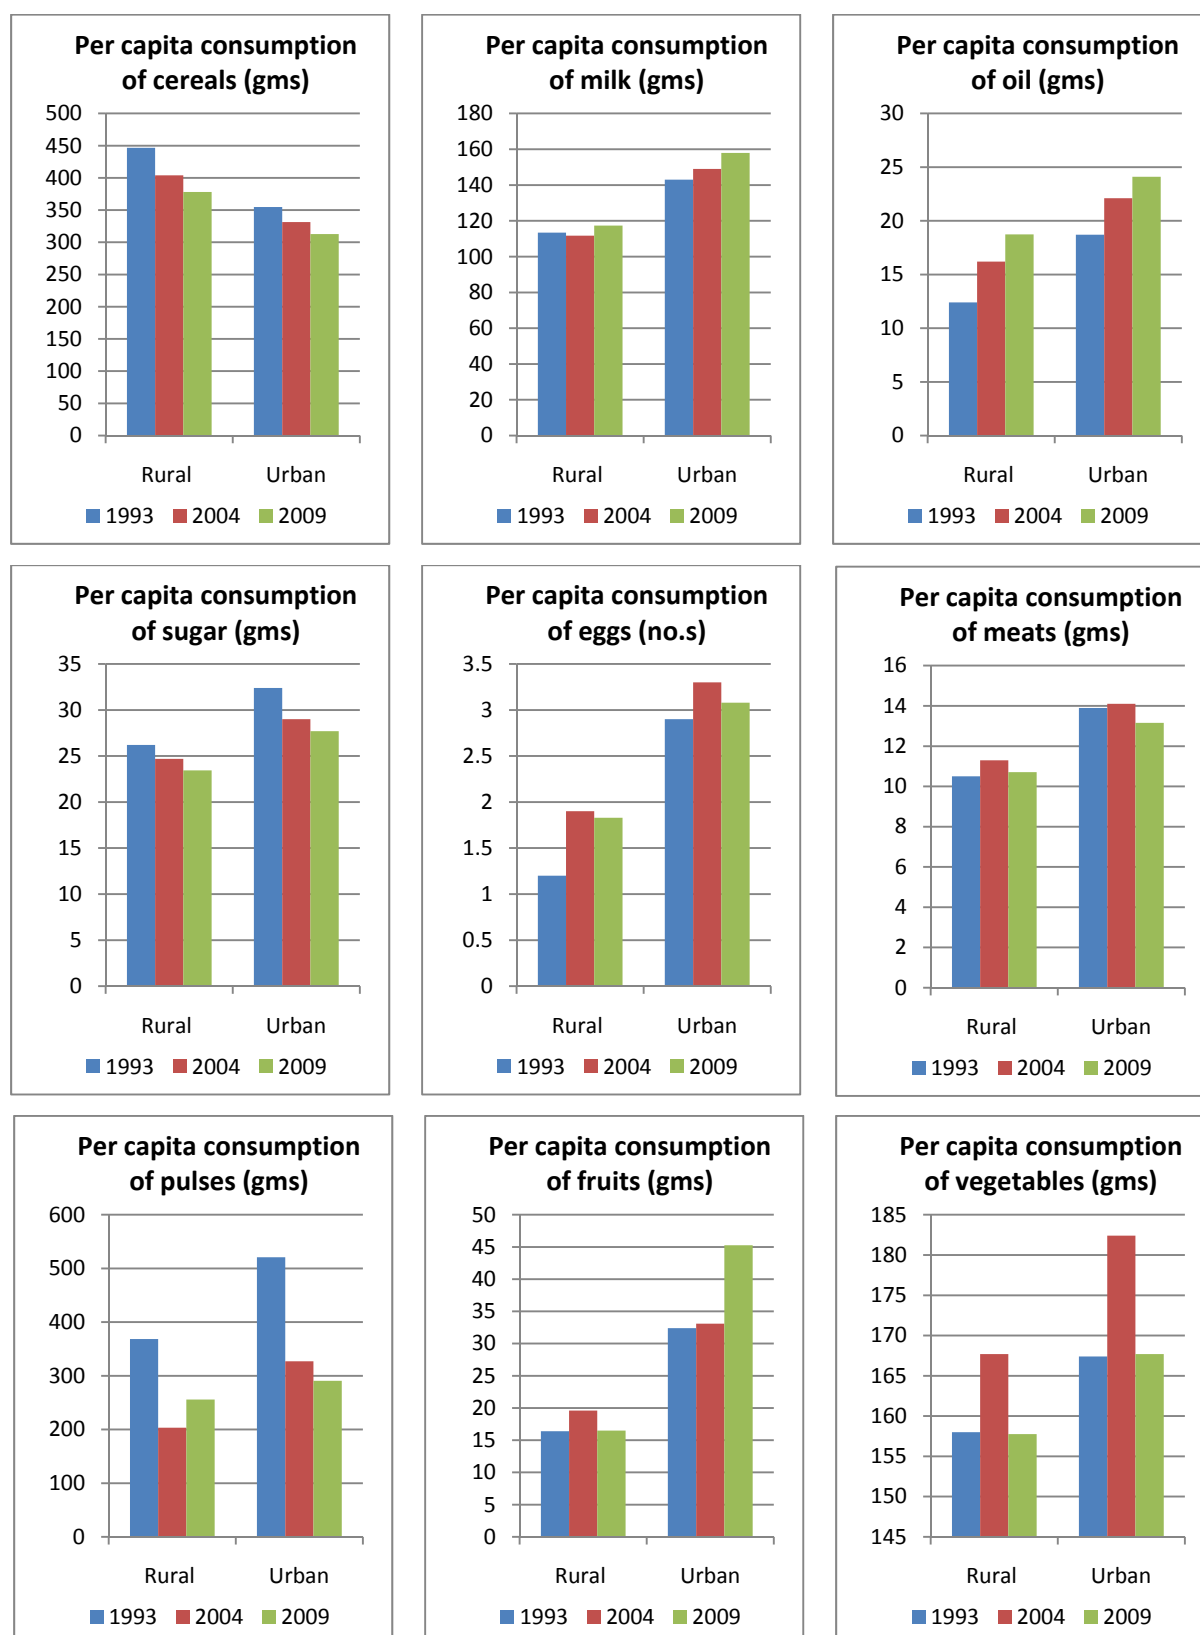 Per capita consumption
of cereals (gms)
500
450
400
350
300
250
200
150
100
50
0
Rural Urban
1993 2004 2009
Per capita consumption
of milk (gms)
180
160
140
120
100
80
60
40
20
0
Rural Urban
1993 2004 2009
Per capita consumption
of oil (gms)
30
25
20
15
10
5
0
Rural Urban
1993 2004 2009
Per capita consumption
of sugar (gms)
35
30
25
20
15
10
5
0
Rural Urban
1993 2004 2009
Per capita consumption
of eggs (no.s)
3.5
3
2.5
2
1.5
1
0.5
0
Rural Urban
1993 2004 2009
Per capita consumption
of meats (gms)
16
14
12
10
8
6
4
2
0
Rural Urban
1993 2004 2009
Per capita consumption
of pulses (gms)
600
500
400
300
200
100
0
Rural Urban
1993 2004 2009
Per capita consumption
of fruits (gms)
50
45
40
35
30
25
20
15
10
5
0
Rural Urban
1993 2004 2009
Per capita consumption
of vegetables (gms)
185
180
175
170
165
160
155
150
145
Rural Urban
1993 2004 2009